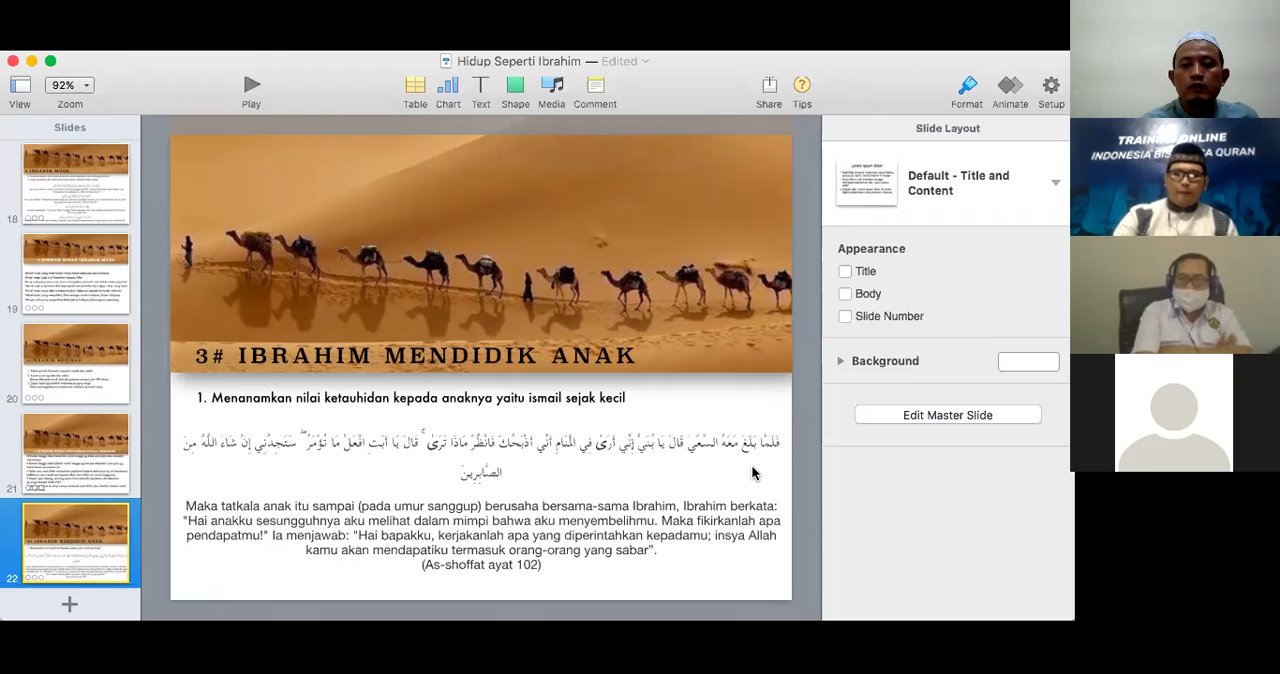 Hidup Seperti Ibrahim — Edited
92%
View
Zoom
Play
Table
Chart
Text
Shape
Media
Comment
Share
Tips
Format
Animate
Setup
Slides
18
19
20
21
22
3# IBRAHIM MENDIDIK ANAK
1. Menanamkan nilai ketauhidan kepada anaknya yaitu ismail sejak kecil
فَلَمَّا بَلَغَ مَعَهُ السَّعْيَ قَالَ يَا بُنَيَّ إِنِّي أَرَىٰ فِي الْمَنَامِ أَنِّي أَذْبَحُكَ فَانْظُرْ مَاذَا تَرَىٰ ۚ قَالَ يَا أَبَتِ افْعَلْ مَا تُؤْمَرُ ۖ سَتَجِدُنِي إِنْ شَاءَ اللَّهُ مِنَ
الصَّابِرِينَ
Maka tatkala anak itu sampai (pada umur sanggup) berusaha bersama-sama Ibrahim, Ibrahim berkata:
"Hai anakku sesungguhnya aku melihat dalam mimpi bahwa aku menyembelihmu. Maka fikirkanlah apa
pendapatmu!" Ia menjawab: "Hai bapakku, kerjakanlah apa yang diperintahkan kepadamu; insya Allah
kamu akan mendapatiku termasuk orang-orang yang sabar”.
(As-shoffat ayat 102)
Slide Layout
Default - Title and
Content
Appearance
Title
Body
Slide Number
Background
Edit Master Slide
TRAINING ONLINE
INDONESIA QURAN